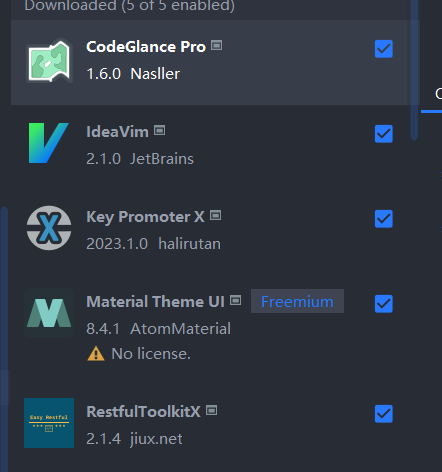 Downloaded (5 of 5 enabled)
CodeGlance Pro
1.6.0 Nasller
IdeaVim
2.1.0 JetBrains
Key Promoter X
2023.1.0 halirutan
Material Theme UI Freemium
8.4.1 AtomMaterial
No license.
Easy Restful
RestfulToolkitX
2.1.4 jiux.net